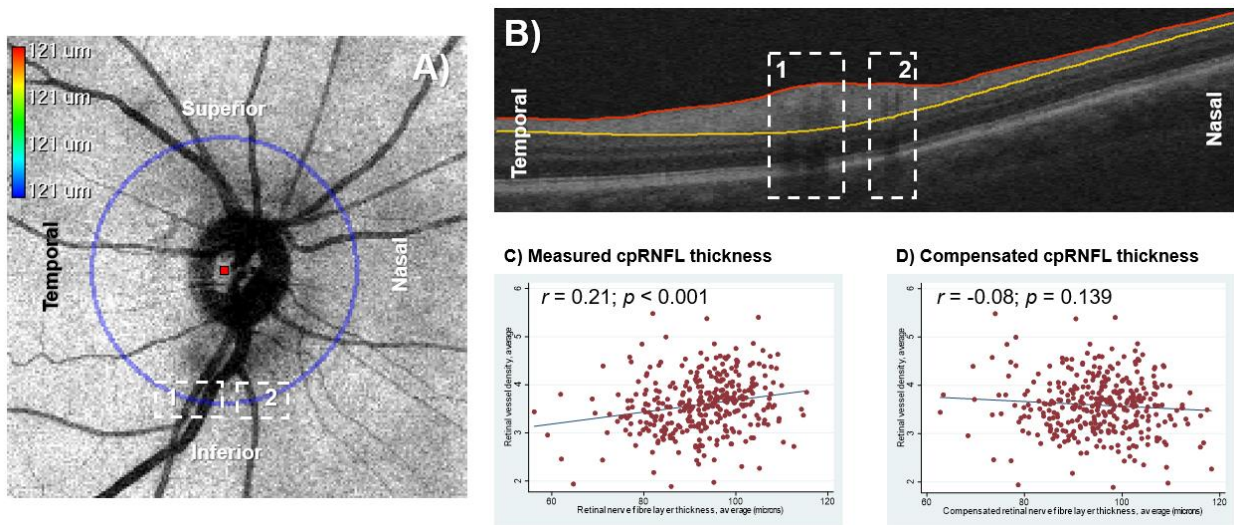 121 um
121 um
121 um
121 um
A)
Superior
Temporal
Nasal
2
Inferior
B)
1
2
Temporal
Nasal
C) Measured cpRNFL thickness
r = 0.21; p < 0.001
Retinal vessel density, average
6
5
4
3
2
60
80
100
120
Retinal nerve fibre layer thickness, average (microns)
D) Compensated cpRNFL thickness
r = -0.08; p = 0.139
Retinal vessel density, average
6
5
4
3
2
60
80
100
120
Compensated retinal nerve fibre layer thickness, average (microns)